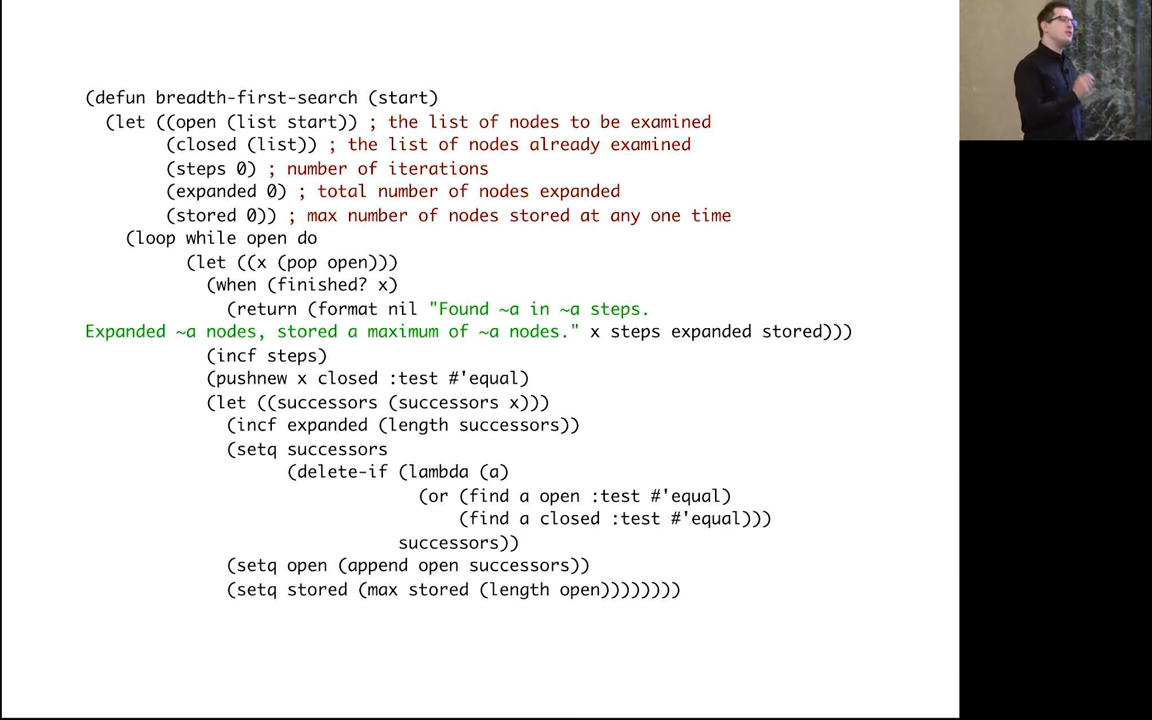 (defun breadth-first-search (start)
(let ((open (list start)) ; the list of nodes to be examined
(closed (list)) ; the list of nodes already examined
(steps 0) ; number of iterations
(expanded 0) ; total number of nodes expanded
(stored 0)) ; max number of nodes stored at any one time
(loop while open do
(let ((x (pop open)))
(when (finished? x)
(return (format nil "Found ~a in ~a steps.
Expanded ~a nodes, stored a maximum of ~a nodes." x steps expanded stored)))
(incf steps)
(pushnew x closed :test #'equal)
(let ((successors (successors x)))
(incf expanded (length successors))
(setq successors
(delete-if (lambda (a)
(or (find a open :test #'equal)
(find a closed :test #'equal)))
successors))
(setq open (append open successors))
(setq stored (max stored (length open))))))))